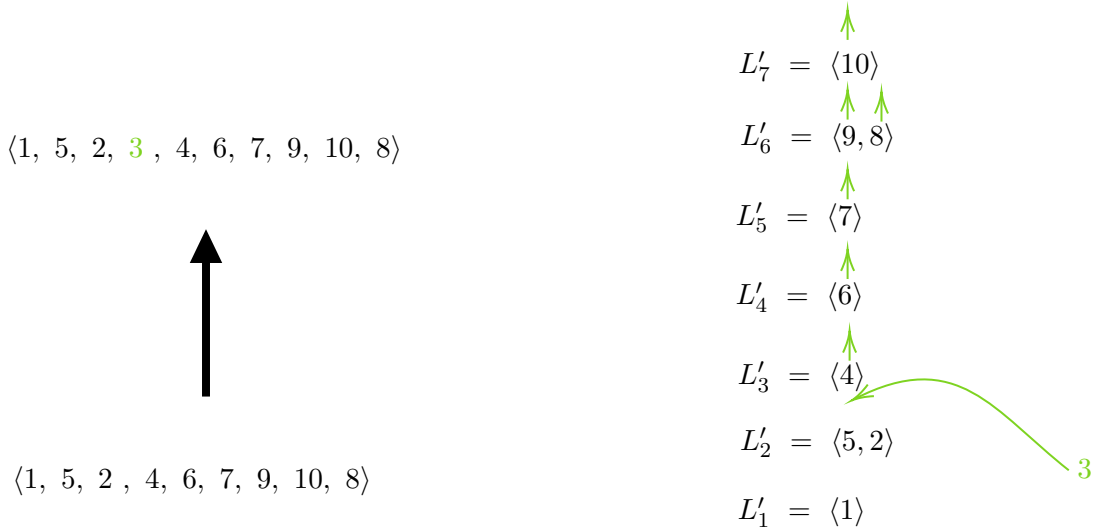 ⟨1, 5, 2, 3 , 4, 6, 7, 9, 10, 8⟩
⟨1, 5, 2 , 4, 6, 7, 9, 10, 8⟩
L′₇ = ⟨10⟩
L′₆ = ⟨9, 8⟩
L′₅ = ⟨7⟩
L′₄ = ⟨6⟩
L′₃ = ⟨4⟩
L′₂ = ⟨5, 2⟩
3
L′₁ = ⟨1⟩